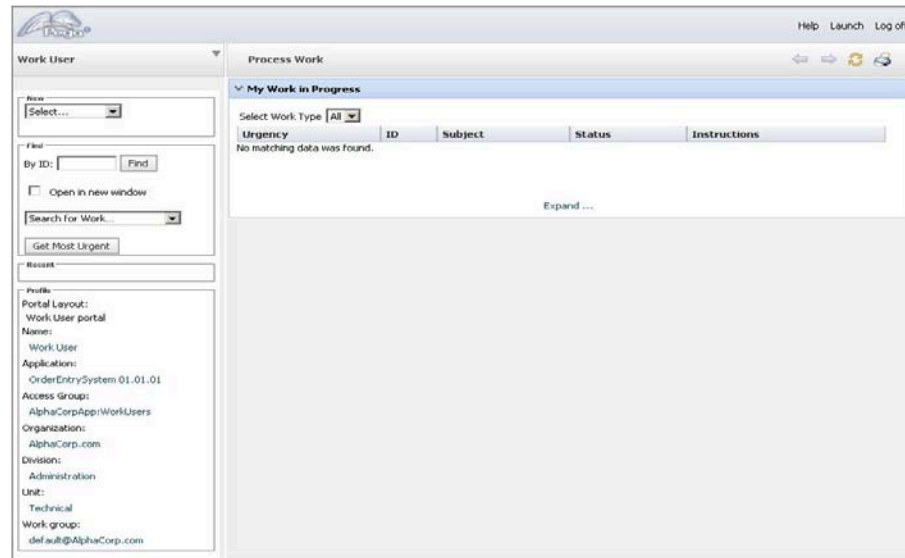 Help Launch Log off
Work User
Process Work
New
Select...
Find
By ID: Find
Open in new window
Search for Work...
Get Most Urgent
Recent
Profile
Portal Layout:
Work User portal
Name:
Work User
Application:
OrderEntrySystem 01.01.01
Access Group:
AlphaCorpApp:WorkUsers
Organization:
AlphaCorp.com
Division:
Administration
Unit:
Technical
Work group:
default@AlphaCorp.com
My Work in Progress
Select Work Type All
Urgency ID Subject Status Instructions
No matching data was found.
Expand ...